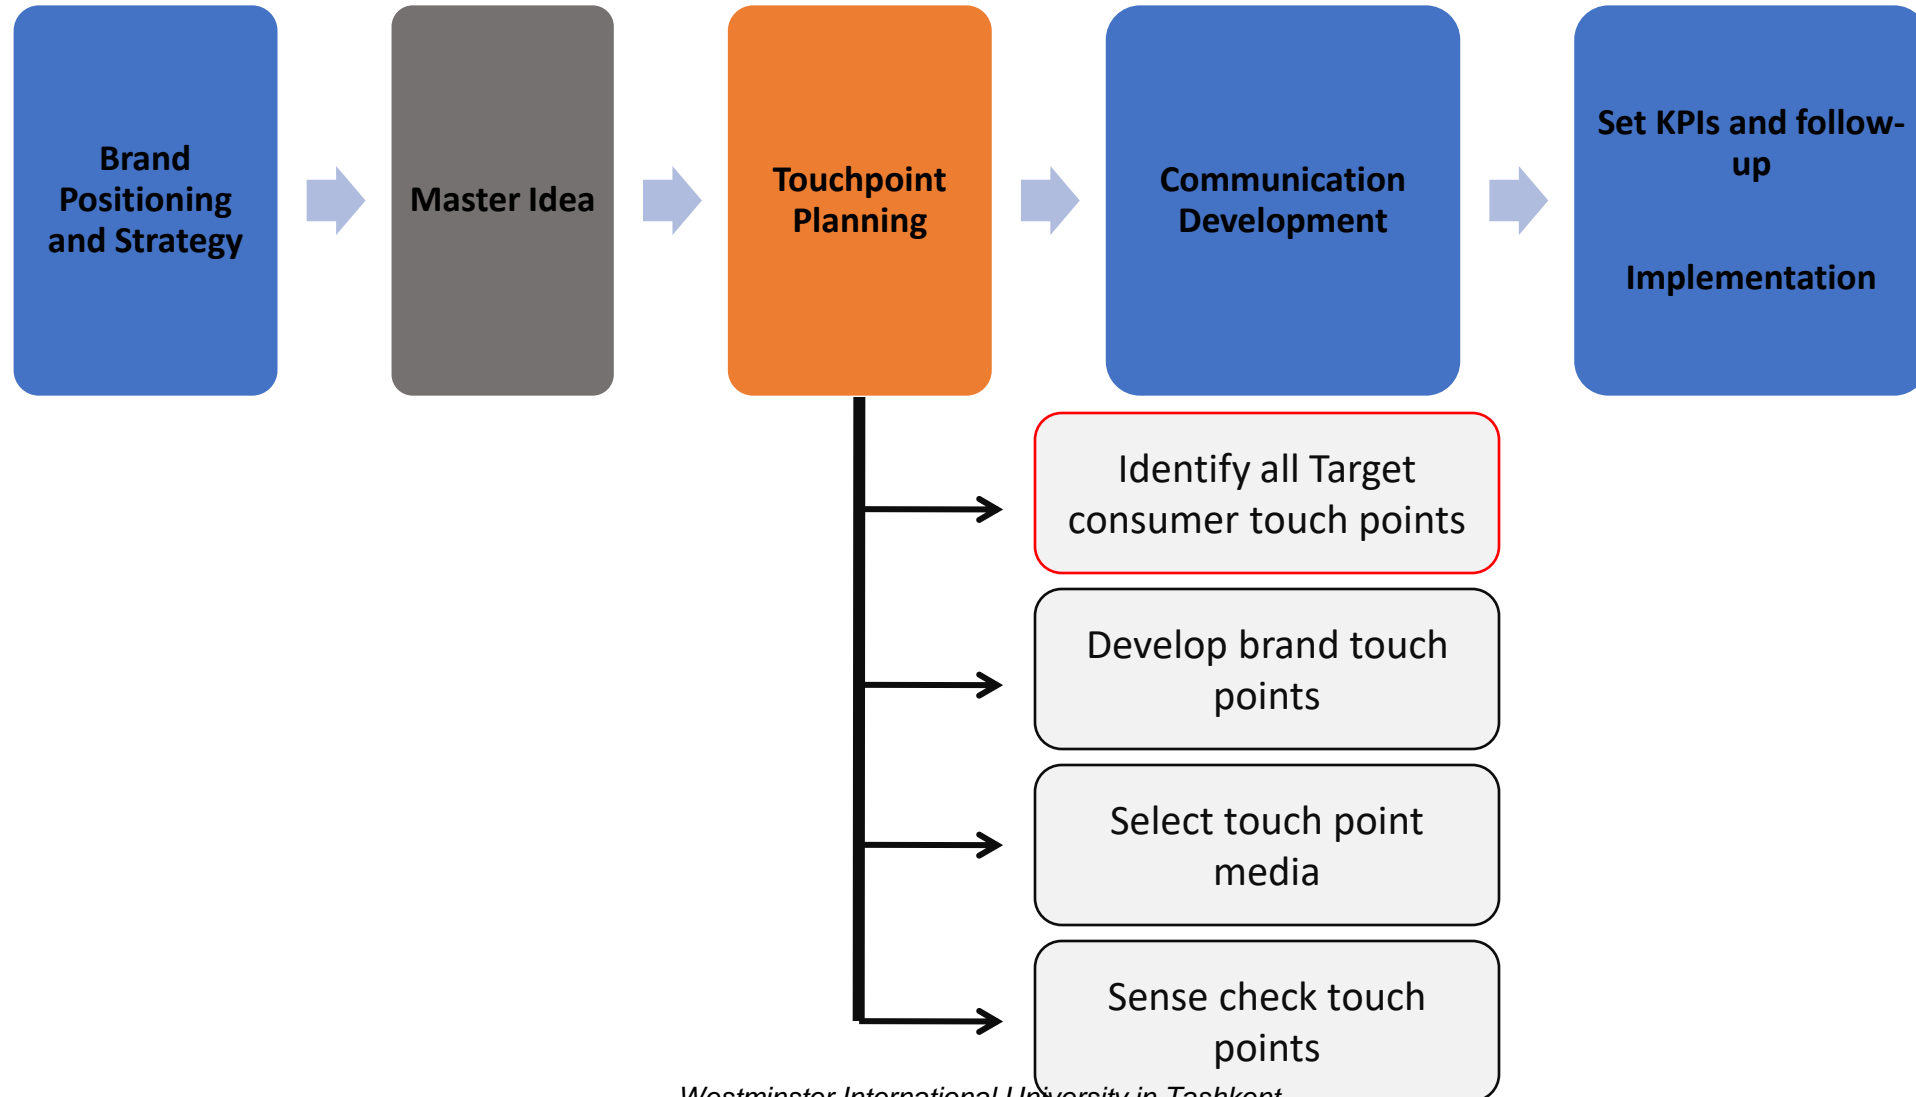 Brand
Positioning
and Strategy
Master Idea
Touchpoint
Planning
Communication
Development
Set KPIs and follow-
up
Implementation
Identify all Target
consumer touch points
Develop brand touch
points
Select touch point
media
Sense check touch
points
Westminster International University in Tashkent